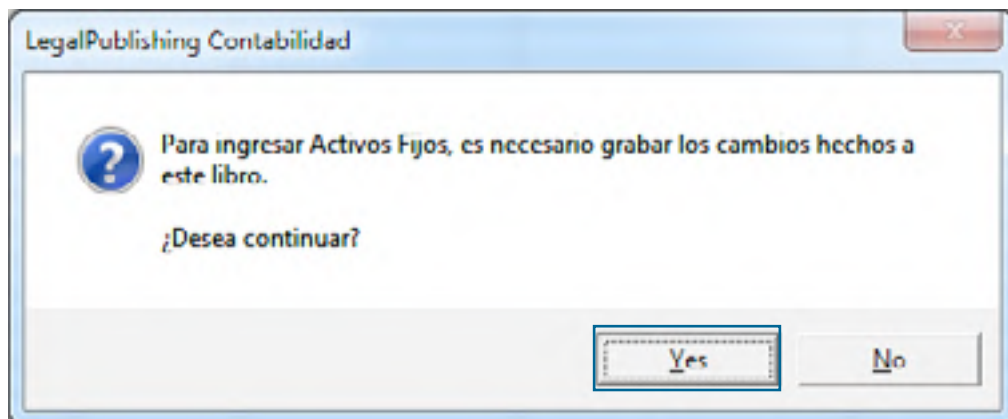 LegalPublishing Contabilidad
Para ingresar Activos Fijos, es necesario grabar los cambios hechos a
este libro.
¿Desea continuar?
Yes
No